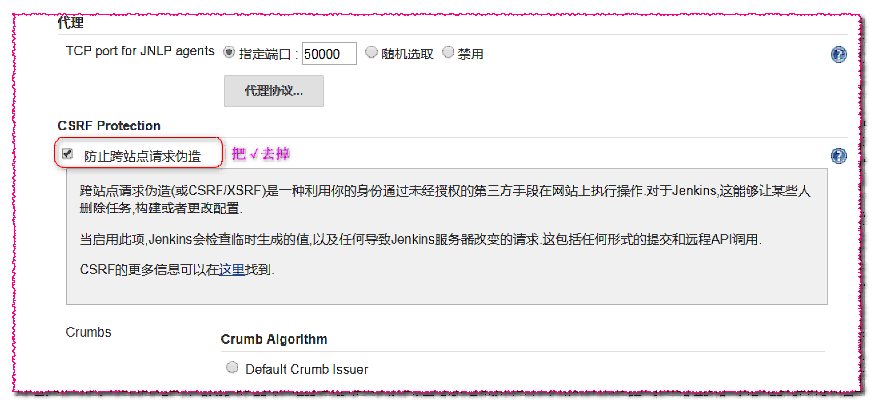 代理
TCP port for JNLP agents 指定端口 : 50000 随机选取 禁用
代理协议...
CSRF Protection
防止跨站点请求伪造 把√去掉
跨站点请求伪造(或CSRF/XSRF)是一种利用你的身份通过未经授权的第三方手段在网站上执行操作.对于Jenkins,这能够让某些人
删除任务,构建或者更改配置.
当启用此项,Jenkins会检查临时生成的值,以及任何导致Jenkins服务器改变的请求.这包括任何形式的提交和远程API调用.
CSRF的更多信息可以在这里找到.
Crumbs
Crumb Algorithm
Default Crumb Issuer